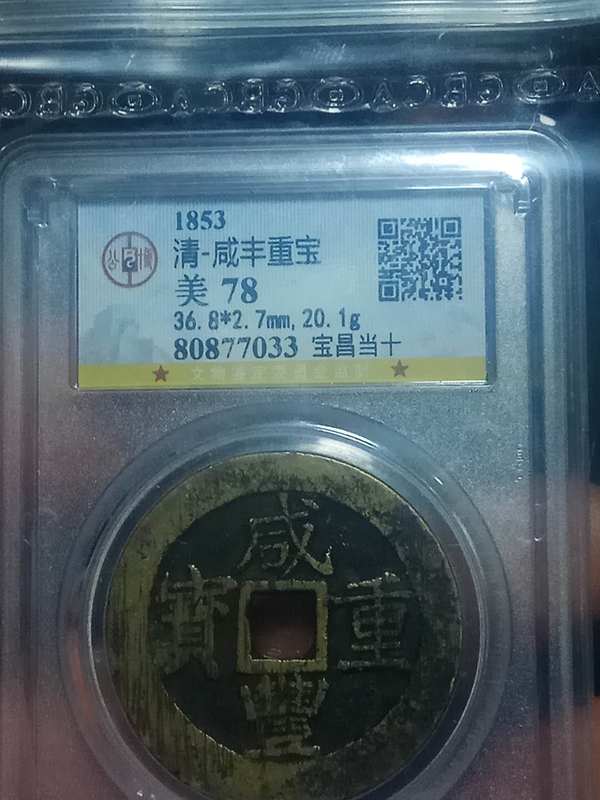 1853
清-咸丰重宝
美 78
36.8*2.7mm,20.1g
80877033 宝昌当十
咸豐重寶